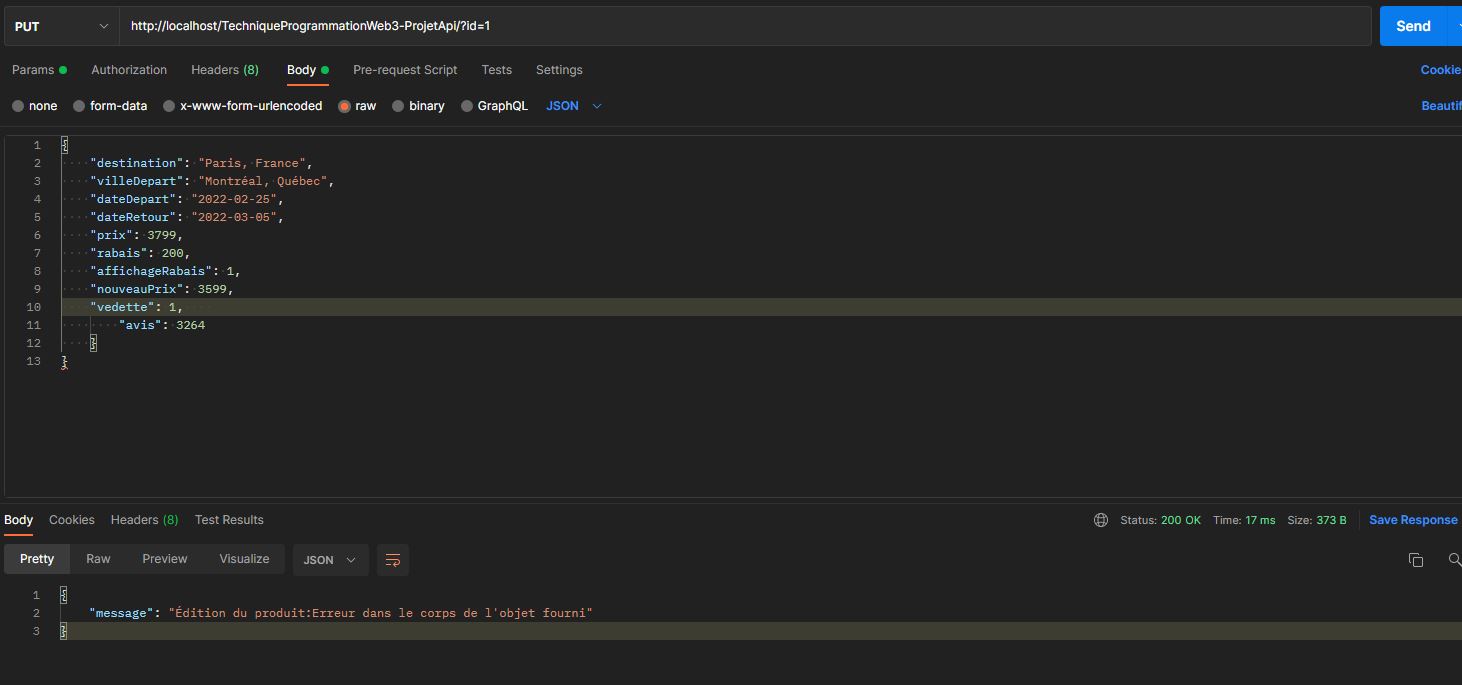 PUT http://localhost/TechniqueProgrammationWeb3-ProjetApi/?id=1 Send
Params Authorization Headers (8) Body Pre-request Script Tests Settings Cookie
none form-data x-www-form-urlencoded raw binary GraphQL JSON Beautif
1 {
2 "destination": "Paris, France",
3 "villeDepart": "Montréal, Québec",
4 "dateDepart": "2022-02-25",
5 "dateRetour": "2022-03-05",
6 "prix": 3799,
7 "rabais": 200,
8 "affichageRabais": 1,
9 "nouveauPrix": 3599,
10 "vedette": 1,
11 "avis": 3264
12 }
13 }
Body Cookies Headers (8) Test Results Status: 200 OK Time: 17 ms Size: 373 B Save Response
Pretty Raw Preview Visualize JSON
1 {
2 "message": "Édition du produit:Erreur dans le corps de l'objet fourni"
3 }